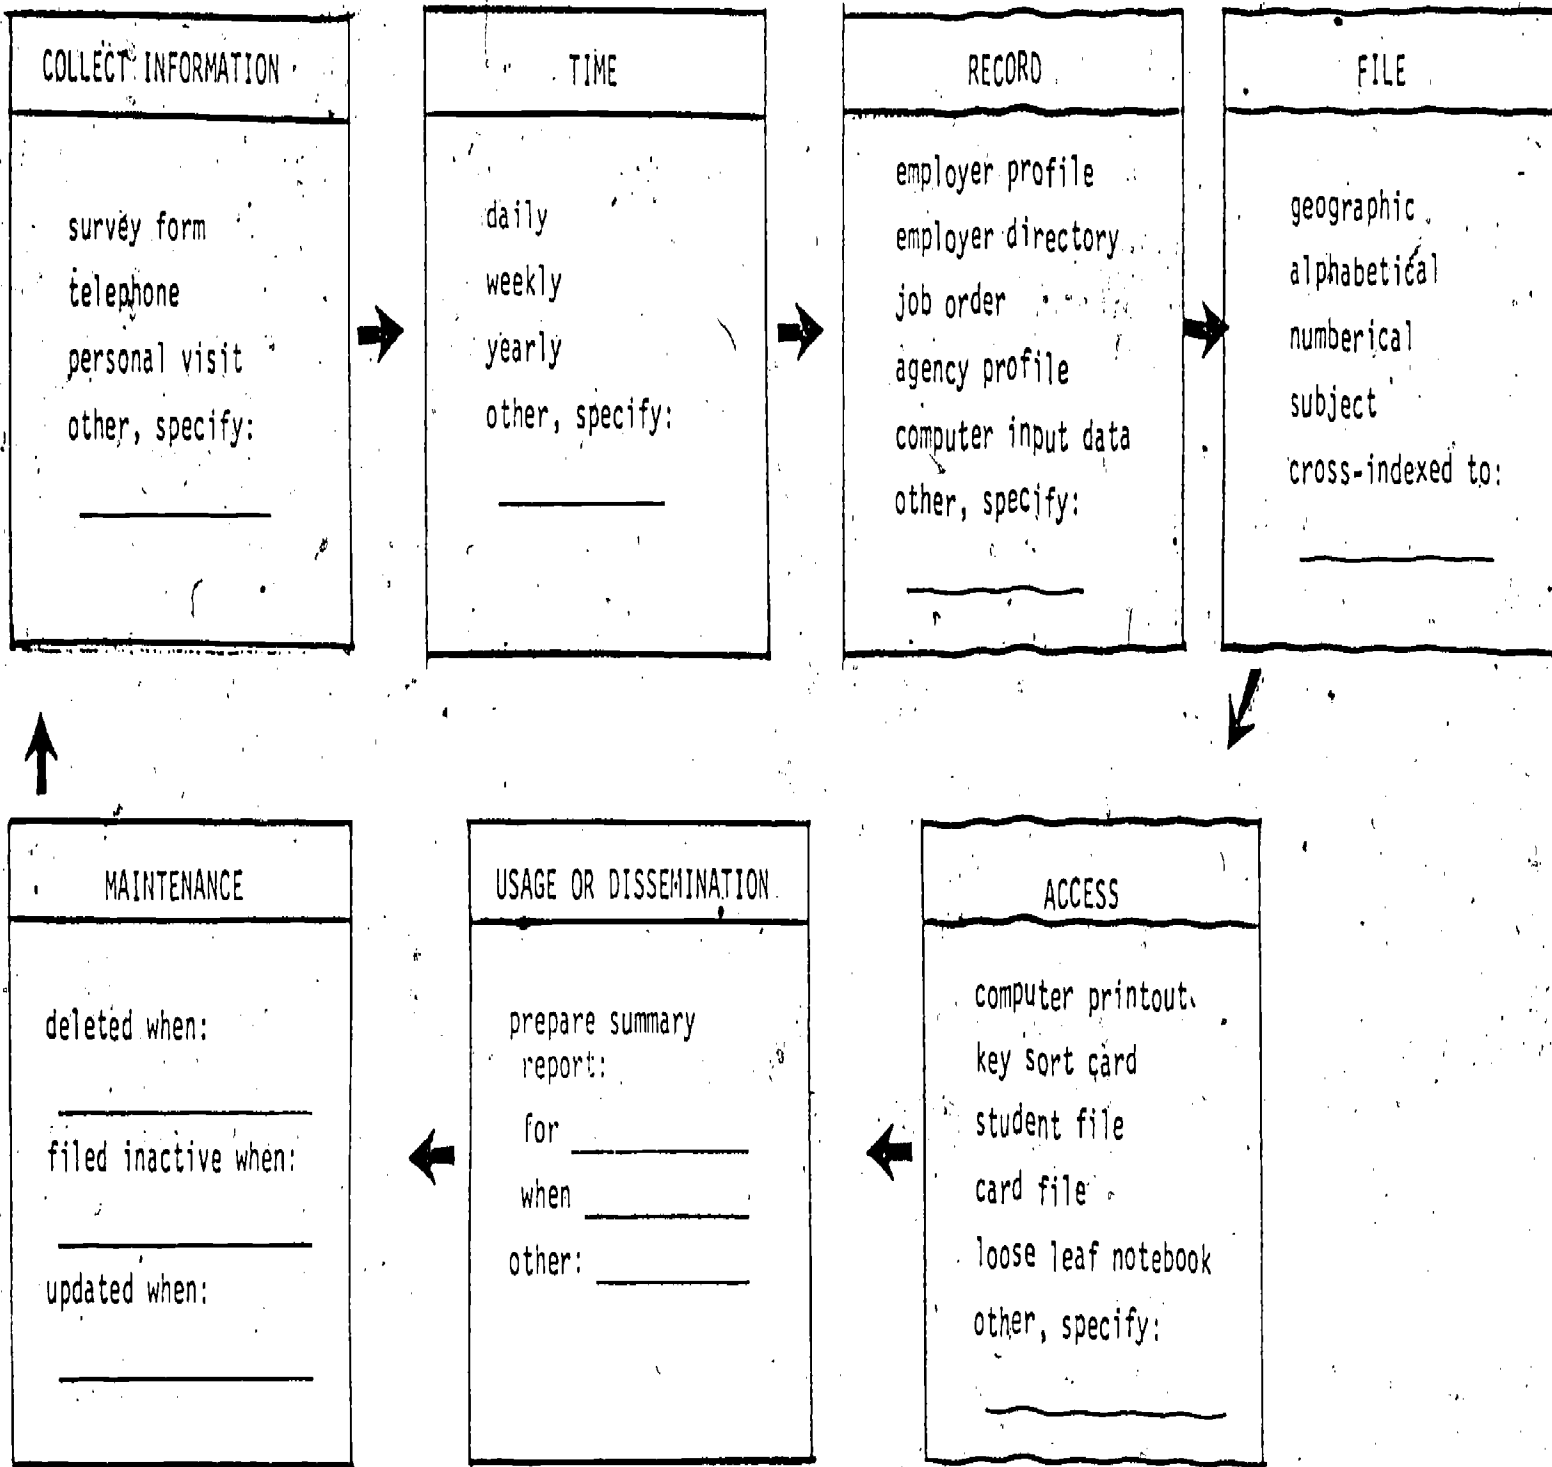 COLLECT INFORMATION
survey form
telephone
personal visit
other, specify:
TIME
daily
weekly
yearly
other, specify:
RECORD
employer profile
employer directory
job order
agency profile
computer input data
other, specify:
FILE
geographic
alphabetical
numberical
subject
cross-indexed to:
ACCESS
computer printout
key sort card
student file
card file
loose leaf notebook
other, specify:
USAGE OR DISSEMINATION
prepare summary
report:
for
when
other:
MAINTENANCE
deleted when:
filed inactive when:
updated when: